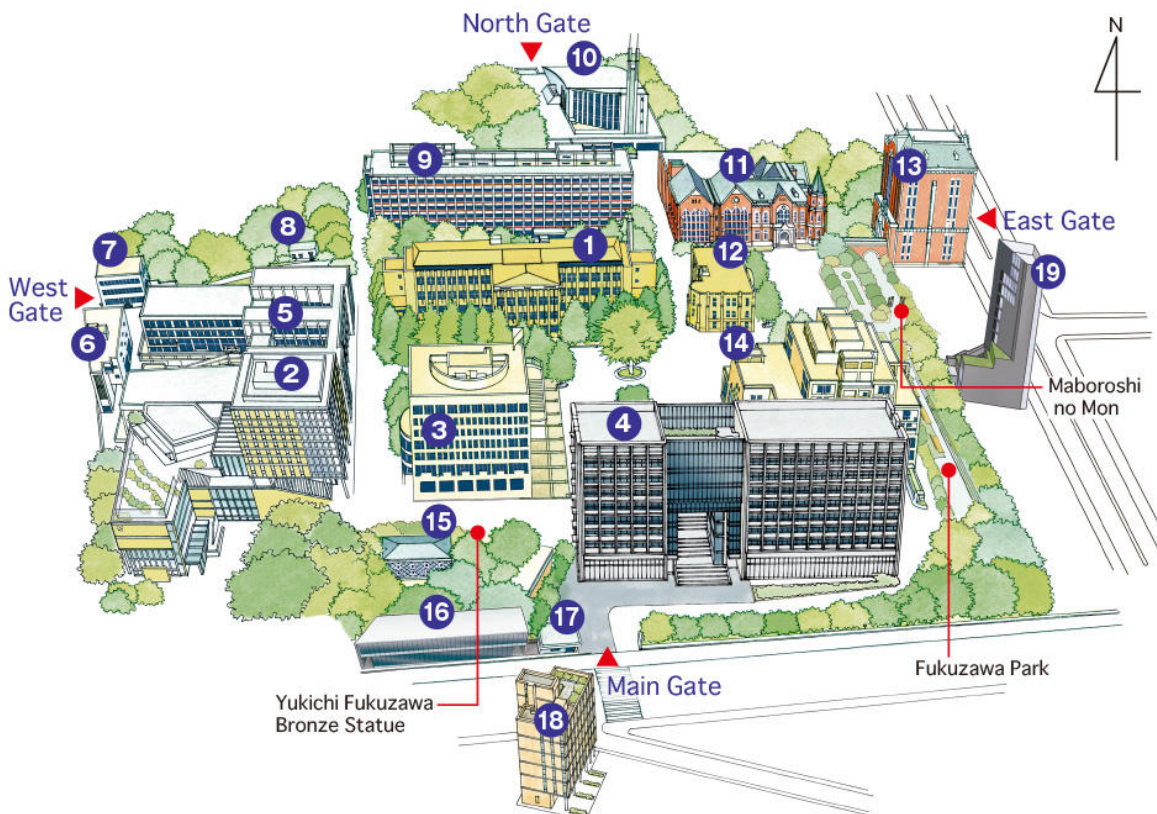 North Gate
N
10
9
11
13
East Gate
8
1
12
19
7
West
Gate
5
6
14
2
Maboroshi
no Mon
4
3
15
16
17
Fukuzawa Park
Main Gate
Yukichi Fukuzawa
Bronze Statue
18